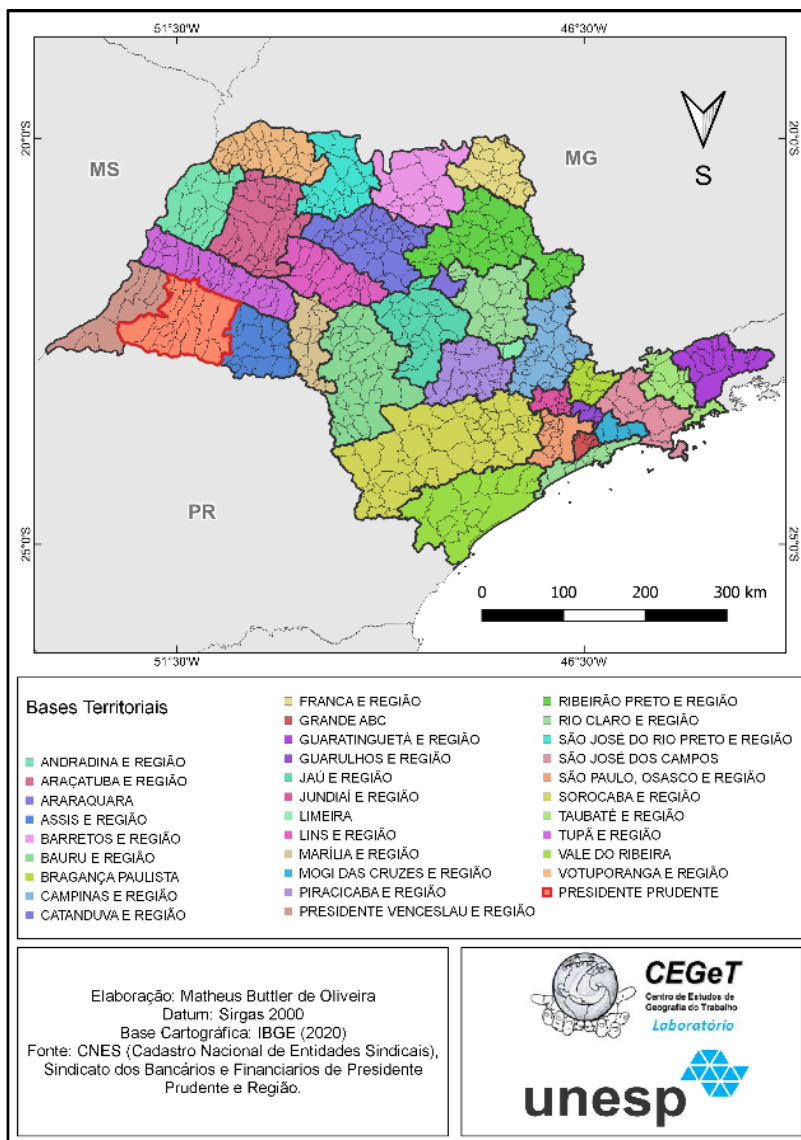 51°30'W
46°30'W
20°0'S
20°0'S
MS
MG
S
PR
25°0'S
25°0'S
0 100 200 300 km
51°30'W
46°30'W
Bases Territoriais
ANDRADINA E REGIÃO
ARAÇATUBA E REGIÃO
ARARAQUARA
ASSIS E REGIÃO
BARRETOS E REGIÃO
BAURU E REGIÃO
BRAGANÇA PAULISTA
CAMPINAS E REGIÃO
CATANDUVA E REGIÃO
FRANCA E REGIÃO
GRANDE ABC
GUARATINGUETÁ E REGIÃO
GUARULHOS E REGIÃO
JAÚ E REGIÃO
JUNDIAÍ E REGIÃO
LIMEIRA
LINS E REGIÃO
MARÍLIA E REGIÃO
MOGI DAS CRUZES E REGIÃO
PIRACICABA E REGIÃO
PRESIDENTE VENCESLAU E REGIÃO
RIBEIRÃO PRETO E REGIÃO
RIO CLARO E REGIÃO
SÃO JOSÉ DO RIO PRETO E REGIÃO
SÃO JOSÉ DOS CAMPOS
SÃO PAULO, OSASCO E REGIÃO
SOROCABA E REGIÃO
TAUBATÉ E REGIÃO
TUPÃ E REGIÃO
VALE DO RIBEIRA
VOTUPORANGA E REGIÃO
PRESIDENTE PRUDENTE
Elaboração: Matheus Buttler de Oliveira
Datum: Sirgas 2000
Base Cartográfica: IBGE (2020)
Fonte: CNES (Cadastro Nacional de Entidades Sindicais),
Sindicato dos Bancários e Financiarios de Presidente
Prudente e Região.
CEGeT
Centro de Estudos de
Geografia do Trabalho
Laboratório
unesp